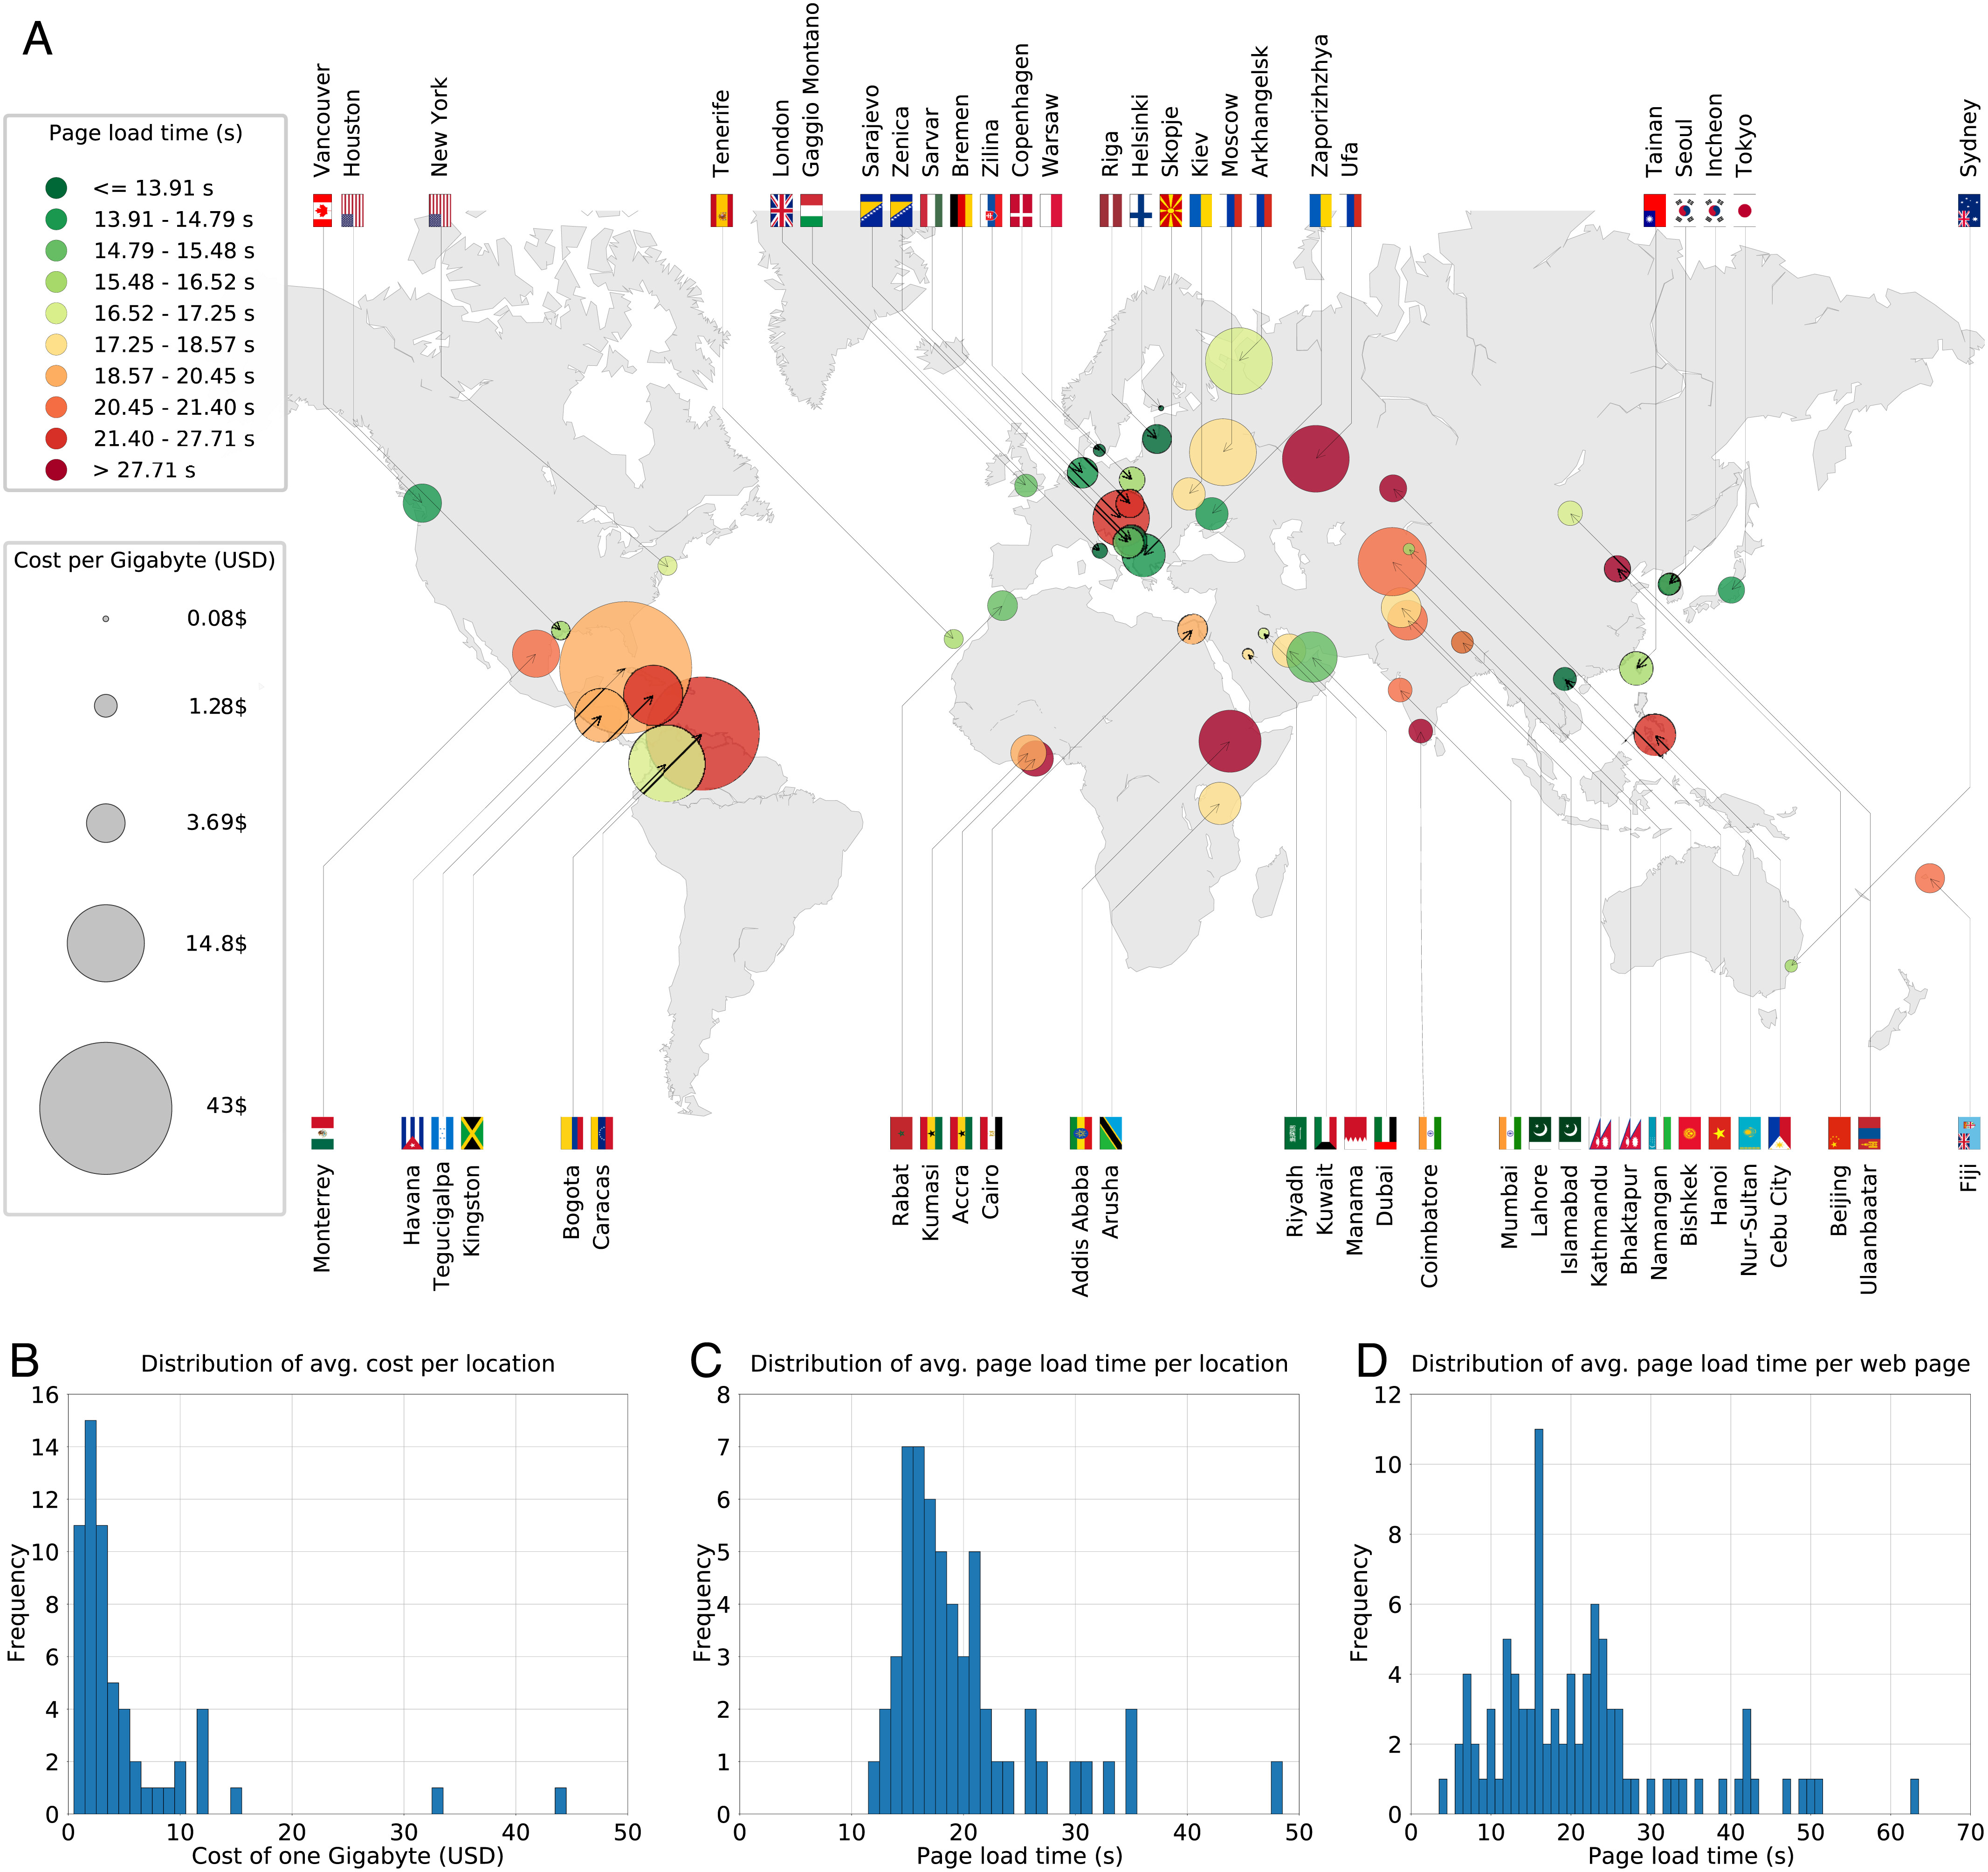 A
Page load time (s)
<= 13.91 s
13.91 - 14.79 s
14.79 - 15.48 s
15.48 - 16.52 s
16.52 - 17.25 s
17.25 - 18.57 s
18.57 - 20.45 s
20.45 - 21.40 s
21.40 - 27.71 s
> 27.71 s
Cost per Gigabyte (USD)
0.08$
1.28$
3.69$
14.8$
43$
Vancouver
Houston
New York
Tenerife
London
Gaggio Montano
Sarajevo
Zenica
Sarvar
Bremen
Zilina
Copenhagen
Warsaw
Riga
Helsinki
Skopje
Kiev
Moscow
Arkhangelsk
Zaporizhzhya
Ufa
Tainan
Seoul
Incheon
Tokyo
Sydney
Monterrey
Havana
Tegucigalpa
Kingston
Bogota
Caracas
Rabat
Kumasi
Accra
Cairo
Addis Ababa
Arusha
Riyadh
Kuwait
Manama
Dubai
Coimbatore
Mumbai
Lahore
Islamabad
Kathmandu
Bhaktapur
Namangan
Bishkek
Hanoi
Nur-Sultan
Cebu City
Beijing
Ulaanbaatar
Fiji
B
Distribution of avg. cost per location
Frequency
16
14
12
10
8
6
4
2
0
0 10 20 30 40 50
Cost of one Gigabyte (USD)
C
Distribution of avg. page load time per location
Frequency
8
7
6
5
4
3
2
1
0
0 10 20 30 40 50
Page load time (s)
D
Distribution of avg. page load time per web page
Frequency
12
10
8
6
4
2
0
0 10 20 30 40 50 60 70
Page load time (s)